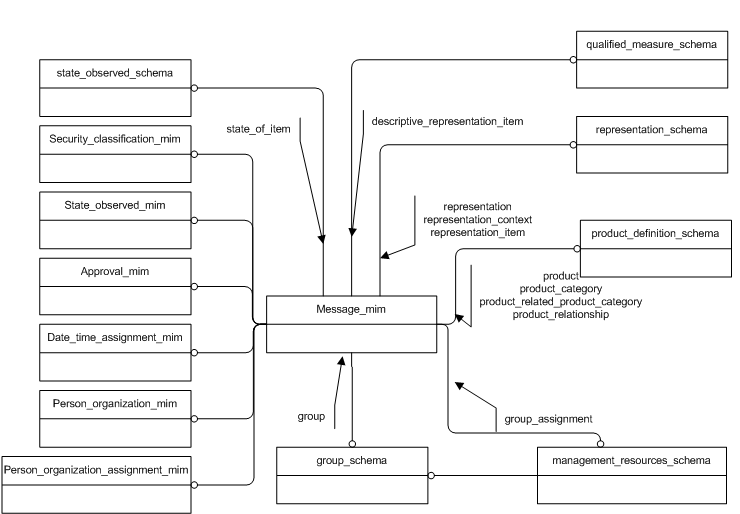 qualified_measure_schema
state_observed_schema
state_of_item
descriptive_representation_item
representation_schema
Security_classification_mim
State_observed_mim
representation
representation_context
representation_item
product_definition_schema
Approval_mim
product
product_category
product_related_product_category
product_relationship
Message_mim
Date_time_assignment_mim
Person_organization_mim
group
group_assignment
Person_organization_assignment_mim
group_schema
management_resources_schema